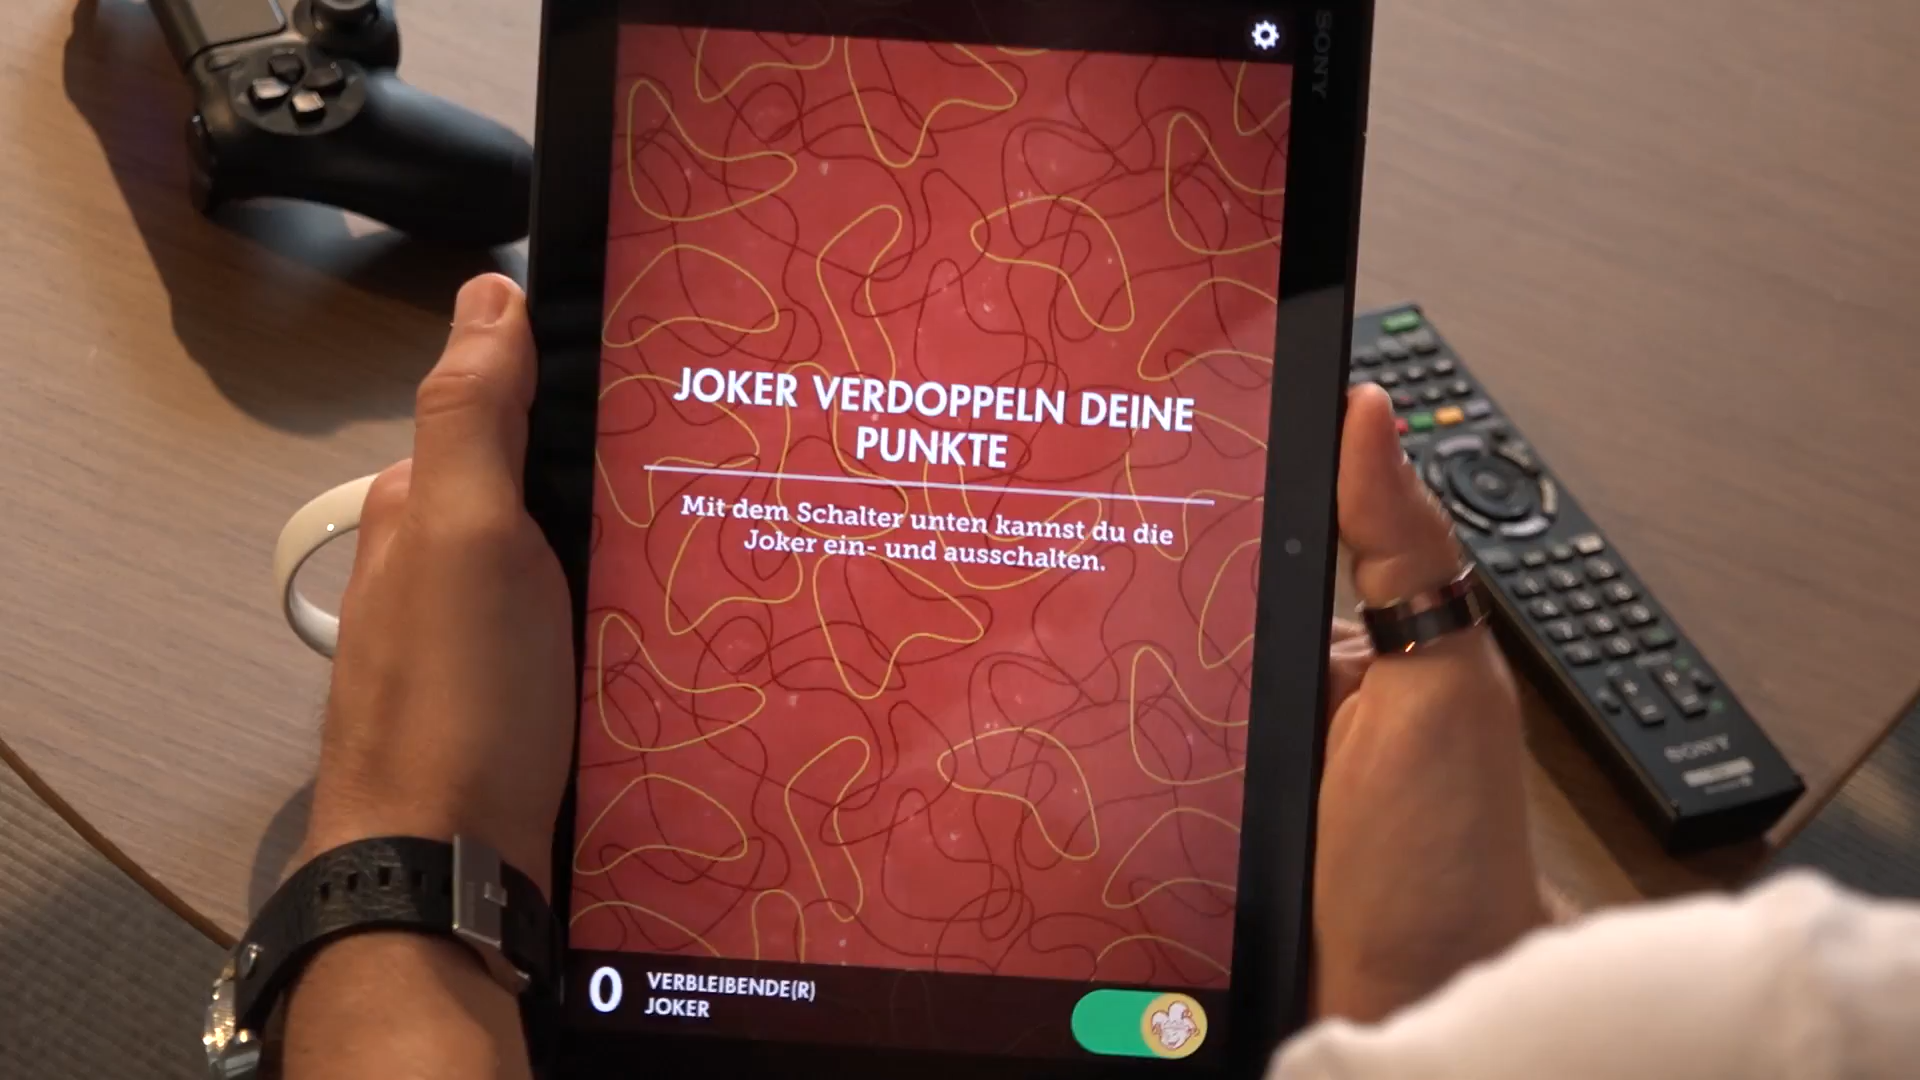 SONY
JOKER VERDOPPELN DEINE
PUNKTE
Mit dem Schalter unten kannst du die
Joker ein- und ausschalten.
0
VERBLEIBENDE(R)
JOKER
SONY